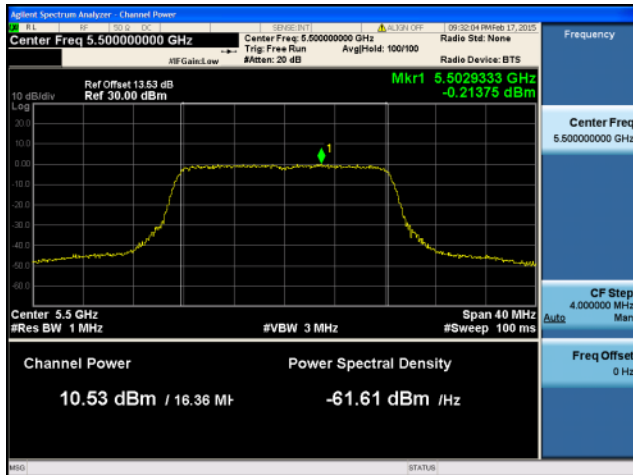 Agilent Spectrum Analyzer - Channel Power
RL RF 50 Ω DC SENSE:INT ALIGN OFF 09:32:04 PM Feb 17, 2015
Center Freq 5.500000000 GHz Center Freq: 5.500000000 GHz Radio Std: None Frequency
Trig: Free Run Avg|Hold: 100/100
#IFGain:Low #Atten: 20 dB Radio Device: BTS
Mkr1 5.5029333 GHz
-0.21375 dBm
Ref Offset 13.53 dB
10 dB/div Ref 30.00 dBm
Log
20.0
10.0
0.00
-10.0
-20.0
-30.0
-40.0
-50.0
-60.0
1
Center 5.5 GHz Span 40 MHz
#Res BW 1 MHz #VBW 3 MHz #Sweep 100 ms
Channel Power Power Spectral Density
10.53 dBm / 16.36 MH -61.61 dBm /Hz
Center Freq
5.500000000 GHz
CF Step
4.000000 MHz
Auto Man
Freq Offset
0 Hz
MSG STATUS